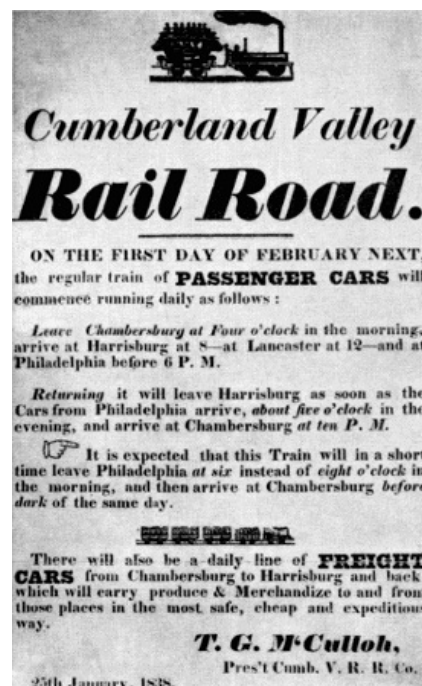 Cumberland Valley
Rail Road.
ON THE FIRST DAY OF FEBRUARY NEXT,
the regular train of PASSENGER CARS will
commence running daily as follows :
Leave Chambersburg at Four o'clock in the morning,
arrive at Harrisburg at 8—at Lancaster at 12—and at
Philadelphia before 6 P. M.
Returning it will leave Harrisburg as soon as the
Cars from Philadelphia arrive, about five o'clock in the
evening, and arrive at Chambersburg at ten P. M.
It is expected that this Train will in a short
time leave Philadelphia at six instead of eight o'clock in
the morning, and then arrive at Chambersburg before
dark of the same day.
There will also be a daily line of FREIGHT
CARS from Chambersburg to Harrisburg and back
which will carry produce & Merchandize to and from
those places in the most safe, cheap and expeditious
way.
T. G. M‘Culloh,
Pres't Cumb. V. R. R. Co.
25th January, 1838.